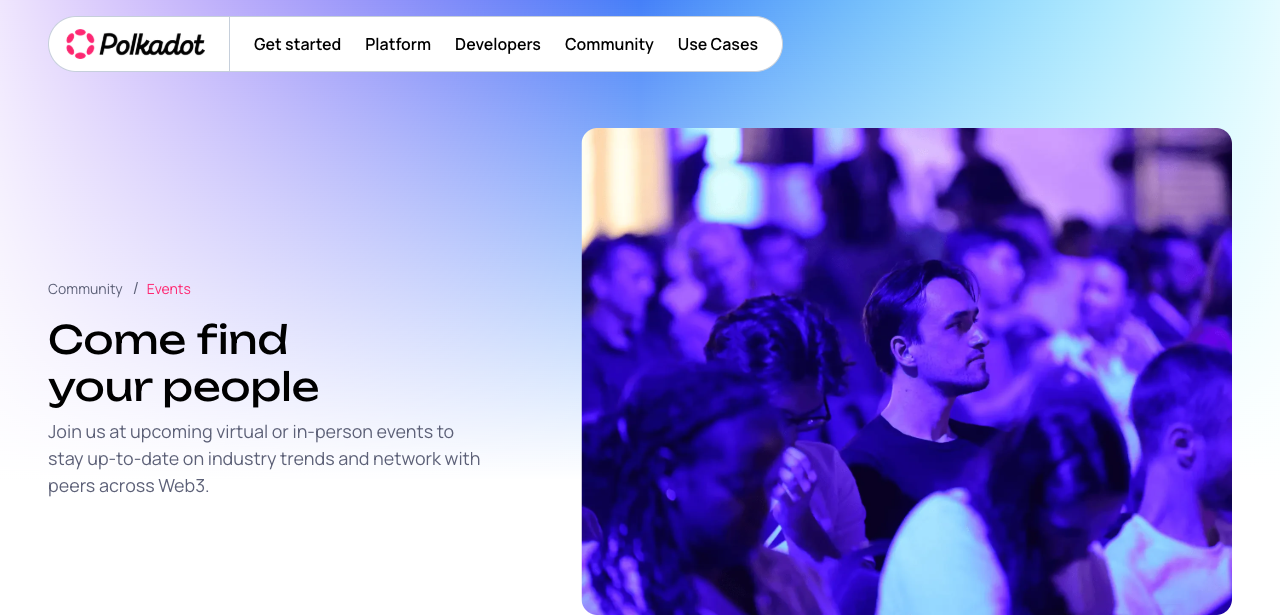 Polkadot
Get started
Platform
Developers
Community
Use Cases
Community / Events
Come find
your people
Join us at upcoming virtual or in-person events to
stay up-to-date on industry trends and network with
peers across Web3.